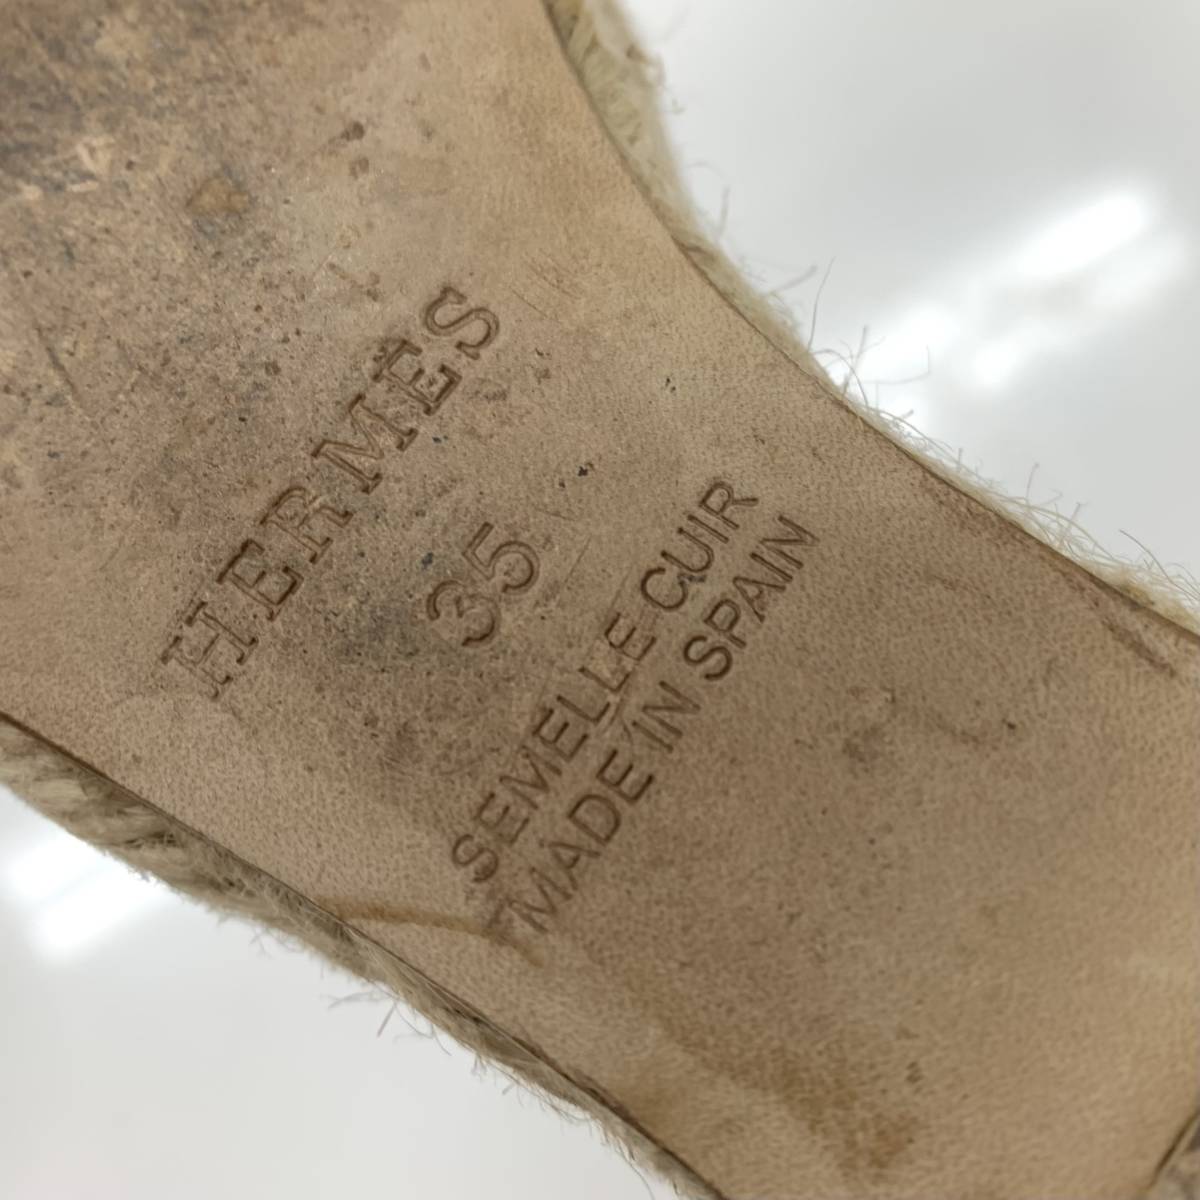 HERMES
35
SEMELLE CUIR
MADE IN SPAIN